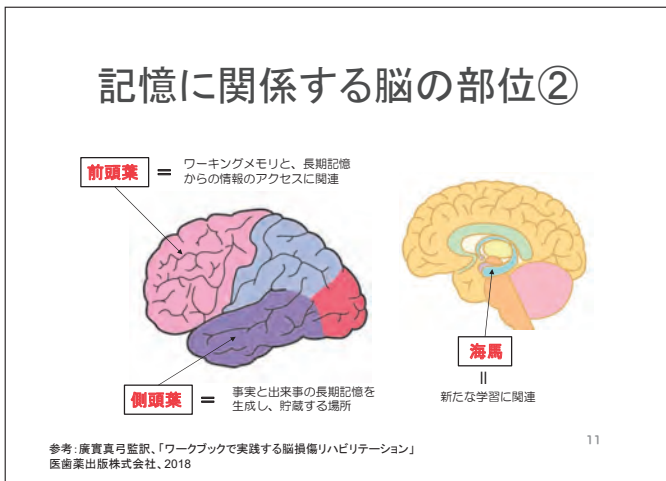 記憶に関係する脳の部位②
前頭葉 = ワーキングメモリと、長期記憶
からの情報のアクセスに関連
海馬
=
新たな学習に関連
側頭葉 = 事実と出来事の長期記憶を
生成し、貯蔵する場所
参考:廣實真弓監訳、「ワークブックで実践する脳損傷リハビリテーション」
医歯薬出版株式会社、2018
11